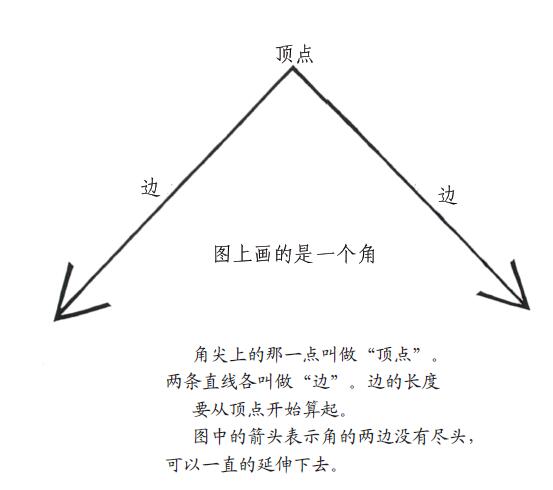 顶点
边
边
图上画的是一个角
角尖上的那一点叫做“顶点”。
两条直线各叫做“边”。边的长度
要从顶点开始算起。
图中的箭头表示角的两边没有尽头，
可以一直的延伸下去。